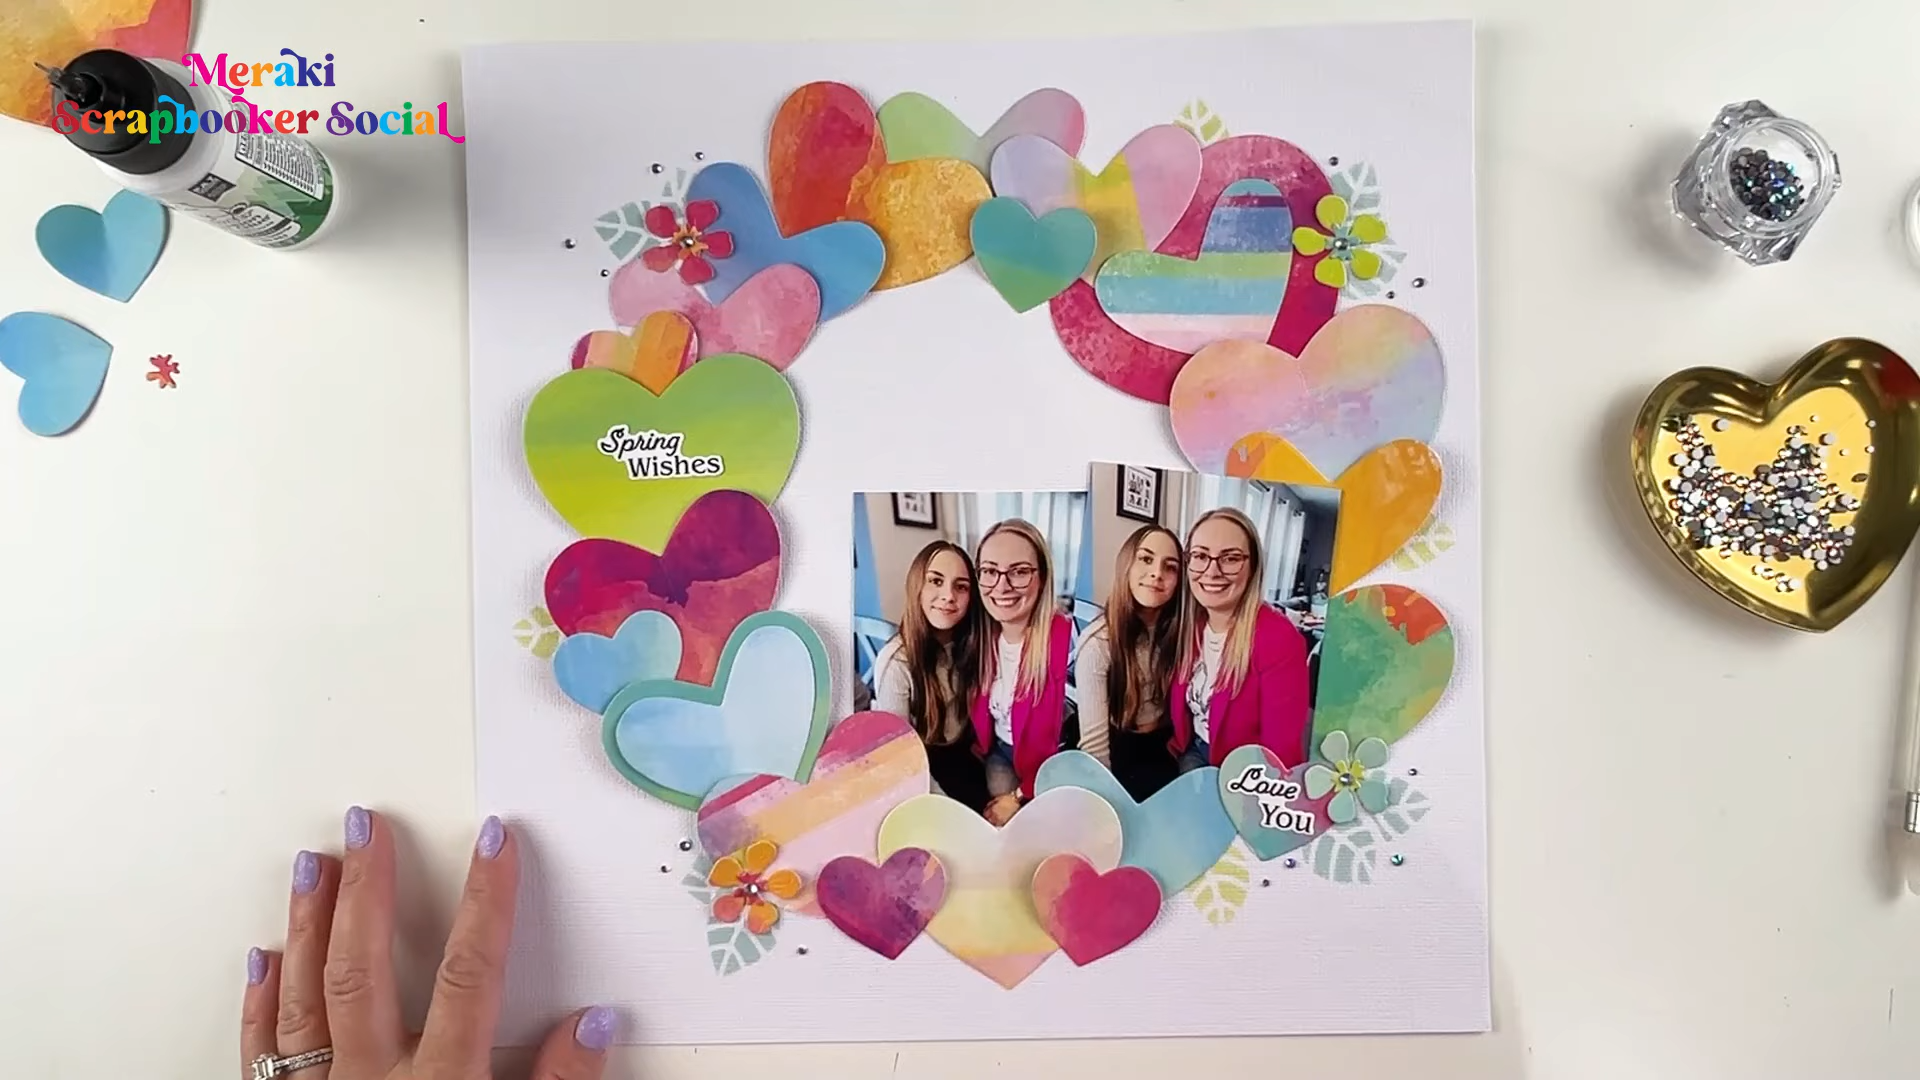 Meraki
Scrapbooker Social
Spring
Wishes
Love
You